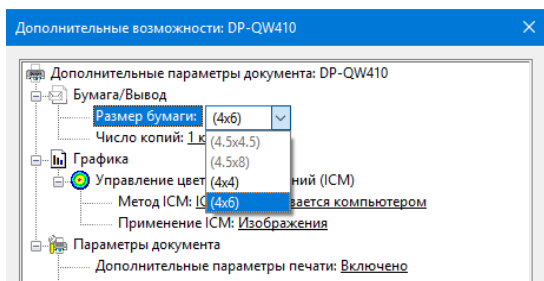 Дополнительные возможности: DP-QW410
Дополнительные параметры документа: DP-QW410
Бумага/Вывод
Размер бумаги: (4x6)
Число копий: 1 к
(4.5x4.5)
Графика
(4.5x8)
Управление цвет ний (ICM)
(4x4)
Метод ICM: вается компьютером
(4x6)
Применение ICM: Изображения
Параметры документа
Дополнительные параметры печати: Включено